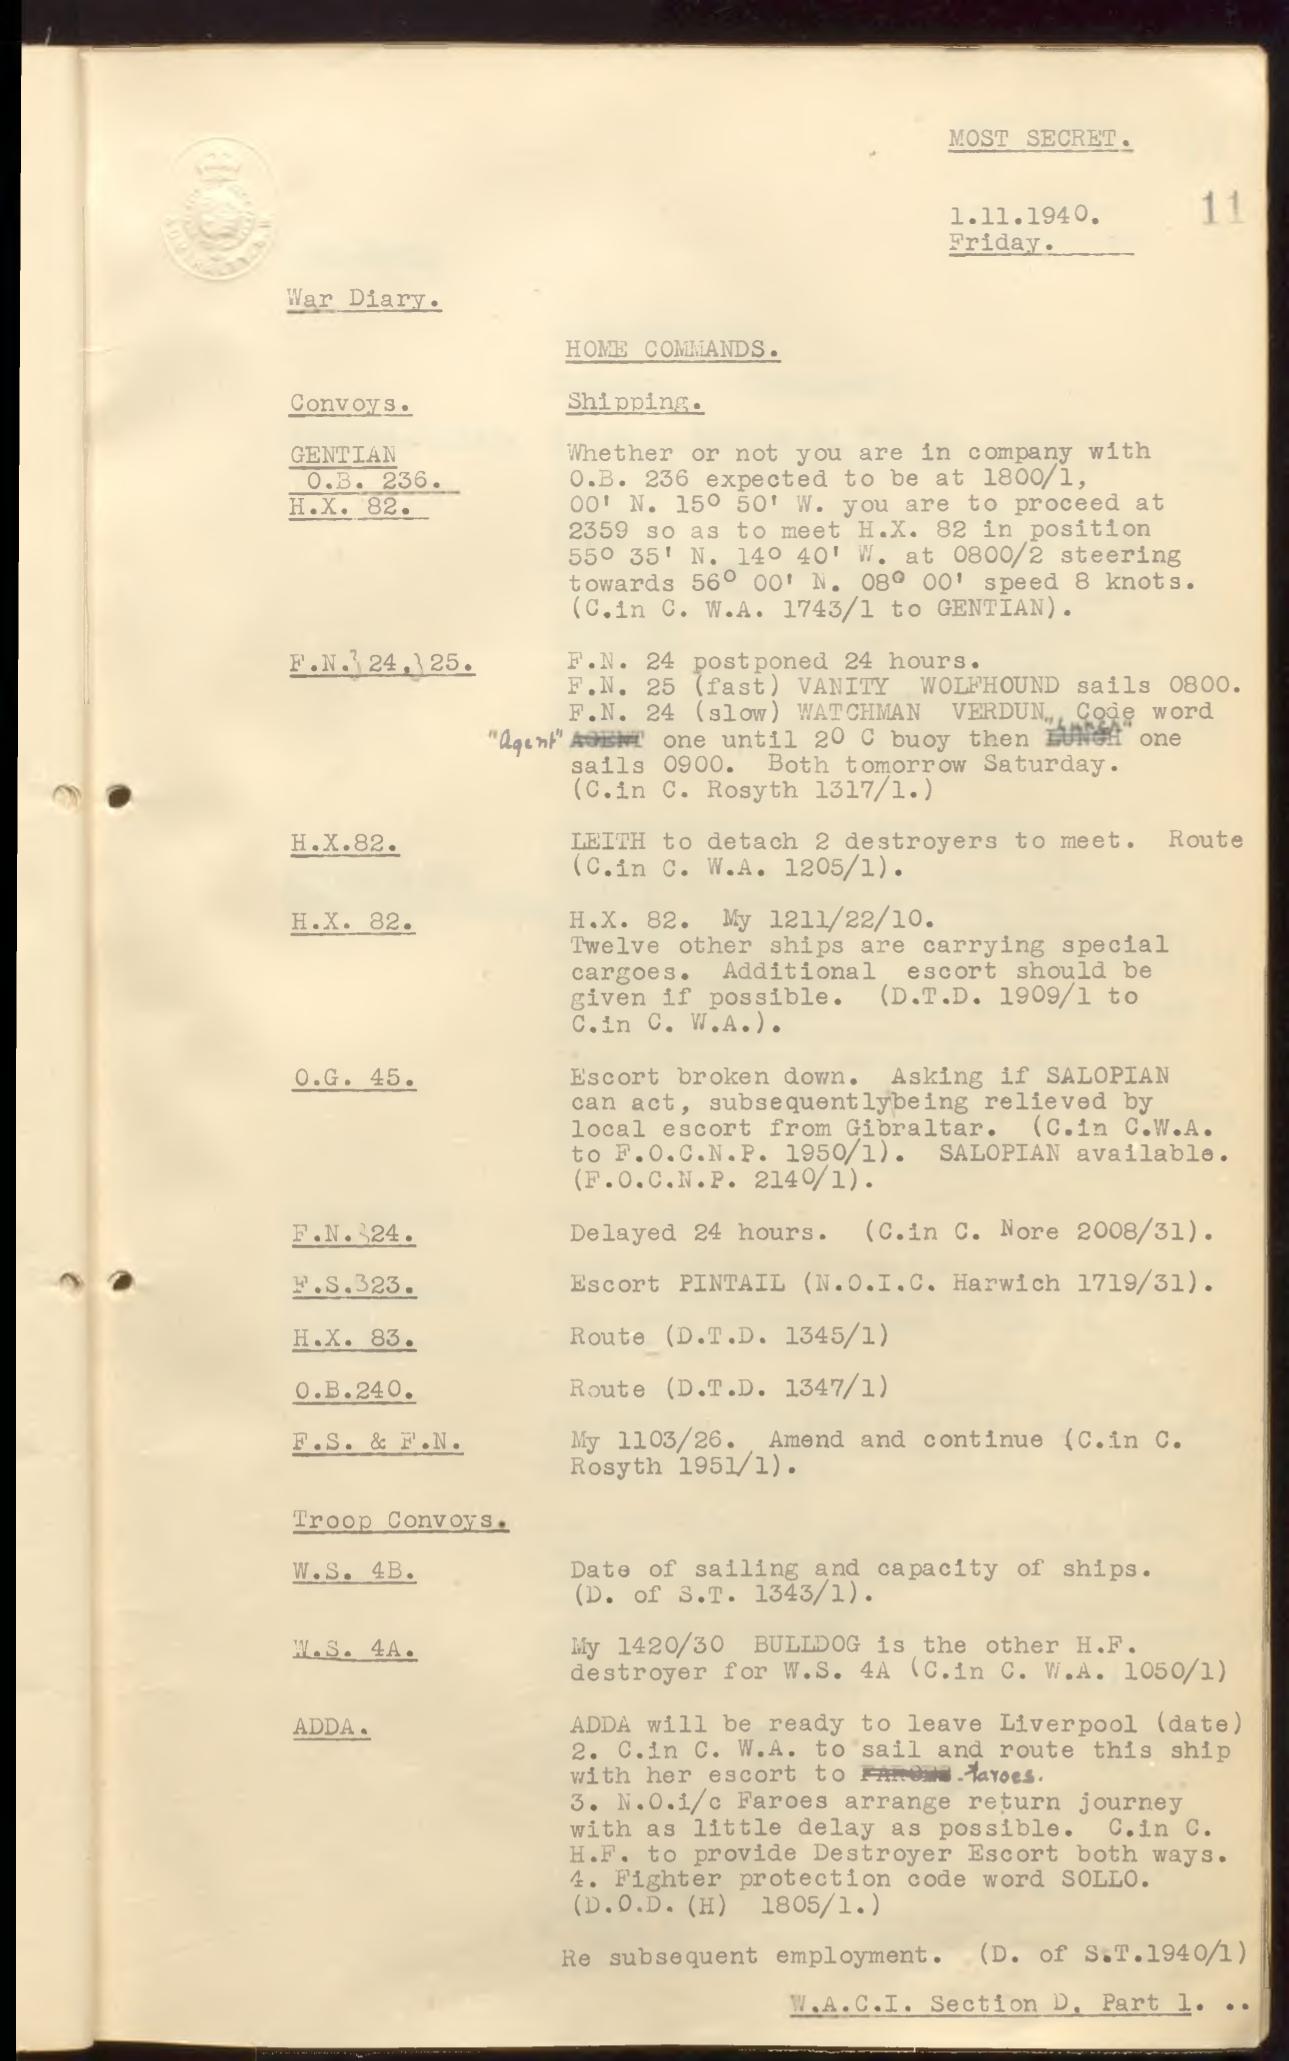 MOST SECRET.
11
1.11.1940.
Friday.
War Diary.
HOME COMMANDS.
Convoys. Shipping.
GENTIAN Whether or not you are in company with
O.B. 236. O.B. 236 expected to be at 1800/1,
H.X. 82. 00' N. 15° 50' W. you are to proceed at
2359 so as to meet H.X. 82 in position
55° 35' N. 14° 40' W. at 0800/2 steering
towards 56° 00' N. 08° 00' speed 8 knots.
(C.in C. W.A. 1743/1 to GENTIAN).
F.N.3 24.3 25. F.N. 24 postponed 24 hours.
F.N. 25 (fast) VANITY WOLFHOUND sails 0800.
F.N. 24 (slow) WATCHMAN VERDUN. Code word
"Agent" AGENT one until 20 C buoy then LUNCH one
sails 0900. Both tomorrow Saturday.
(C.in C. Rosyth 1317/1.)
H.X.82. LEITH to detach 2 destroyers to meet. Route
(C.in C. W.A. 1205/1).
H.X. 82. H.X. 82. My 1211/22/10.
Twelve other ships are carrying special
cargoes. Additional escort should be
given if possible. (D.T.D. 1909/1 to
C.in C. W.A.).
O.G. 45. Escort broken down. Asking if SALOPIAN
can act, subsequently being relieved by
local escort from Gibraltar. (C.in C.W.A.
to F.O.C.N.P. 1950/1). SALOPIAN available.
(F.O.C.N.P. 2140/1).
F.N.324. Delayed 24 hours. (C.in C. Nore 2008/31).
F.S.323. Escort PINTAIL (N.O.I.C. Harwich 1719/31).
H.X. 83. Route (D.T.D. 1345/1)
O.B.240. Route (D.T.D. 1347/1)
F.S. & F.N. My 1103/26. Amend and continue (C.in C.
Rosyth 1951/1).
Troop Convoys.
W.S. 4B. Date of sailing and capacity of ships.
(D. of S.T. 1343/1).
W.S. 4A. My 1420/30 BULLDOG is the other H.F.
destroyer for W.S. 4A (C.in C. W.A. 1050/1)
ADDA. ADDA will be ready to leave Liverpool (date)
2. C.in C. W.A. to sail and route this ship
with her escort to FAROES. Faroes.
3. N.O.i/c Faroes arrange return journey
with as little delay as possible. C.in C.
H.F. to provide Destroyer Escort both ways.
4. Fighter protection code word SOLLO.
(D.O.D. (H) 1805/1.)
Re subsequent employment. (D. of S.T.1940/1)
W.A.C.I. Section D. Part 1. ..